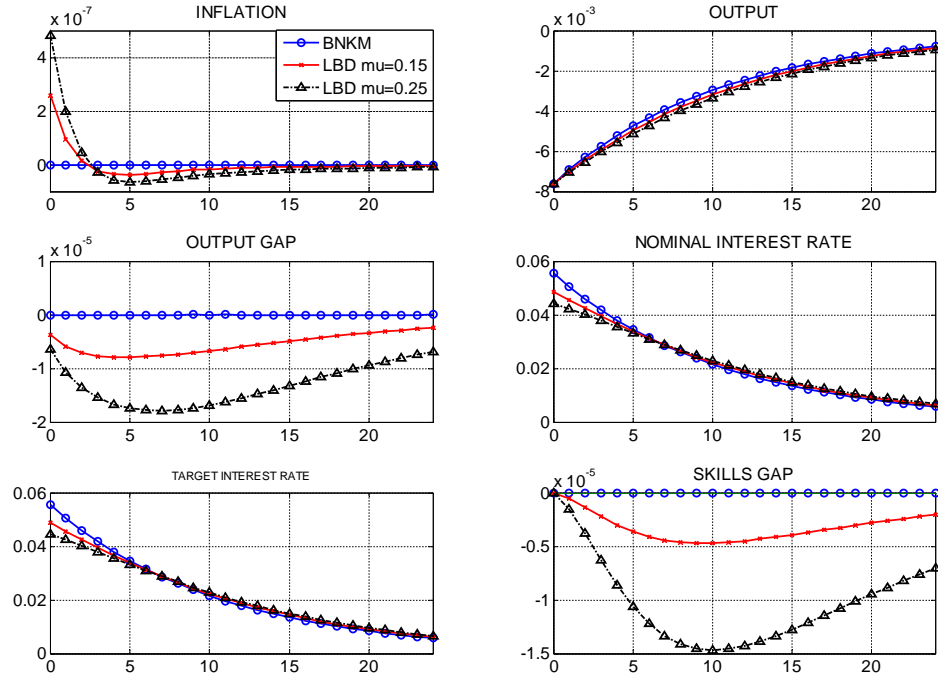 INFLATION
x 10-7
4
2
0
0 5 10 15 20
BNKM
LBD mu=0.15
LBD mu=0.25
OUTPUT
x 10-3
0
-2
-4
-6
-8
0 5 10 15 20
OUTPUT GAP
x 10-5
1
0
-1
-2
0 5 10 15 20
NOMINAL INTEREST RATE
0.06
0.04
0.02
0
0 5 10 15 20
TARGET INTEREST RATE
0.06
0.04
0.02
0
0 5 10 15 20
SKILLS GAP
x 10-5
0
-0.5
-1
-1.5
0 5 10 15 20